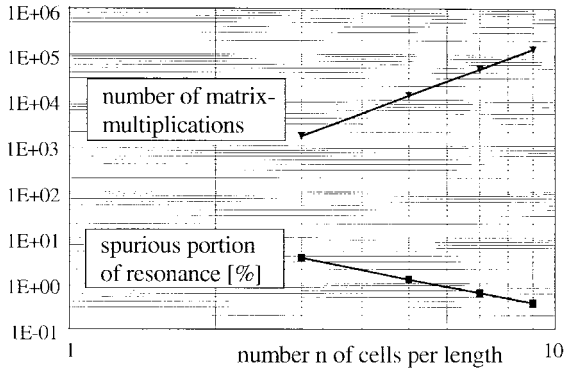 1E+06
1E+05
1E+04
1E+03
1E+02
1E+01
1E+00
1E-01
number of matrix-
multiplications
spurious portion
of resonance [%]
1
number n of cells per length
10